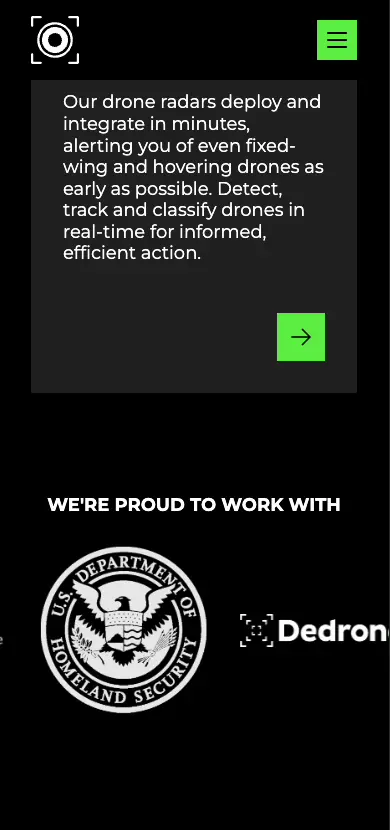 Our drone radars deploy and
integrate in minutes,
alerting you of even fixed-
wing and hovering drones as
early as possible. Detect,
track and classify drones in
real-time for informed,
efficient action.
WE'RE PROUD TO WORK WITH
e
U.S. DEPARTMENT OF
HOMELAND SECURITY
Dedron